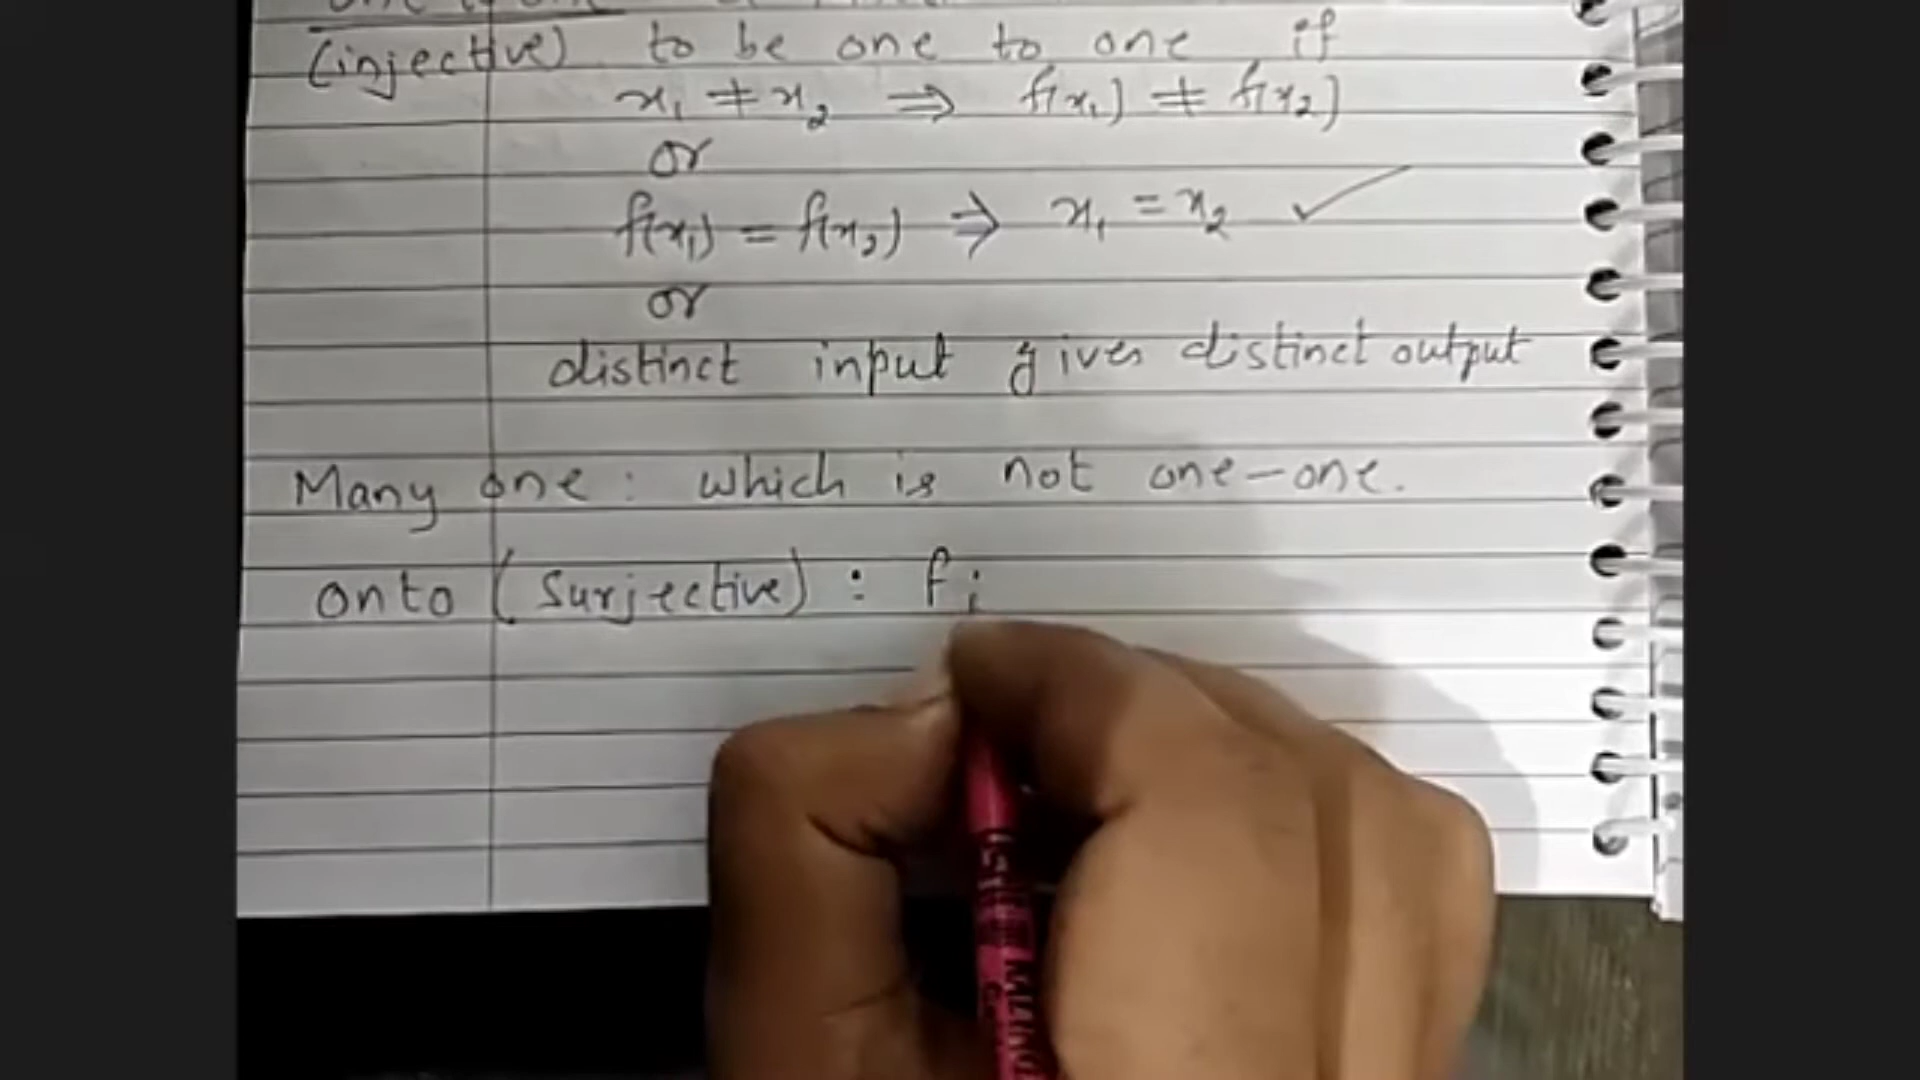 (injective) to be one to one if
x₁ ≠ x₂ ⇒ f(x₁) ≠ f(x₂)
or
f(x₁) = f(x₂) ⇒ x₁ = x₂ ✓
or
distinct input gives distinct output
Many one : which is not one-one.
onto (Surjective) : f :